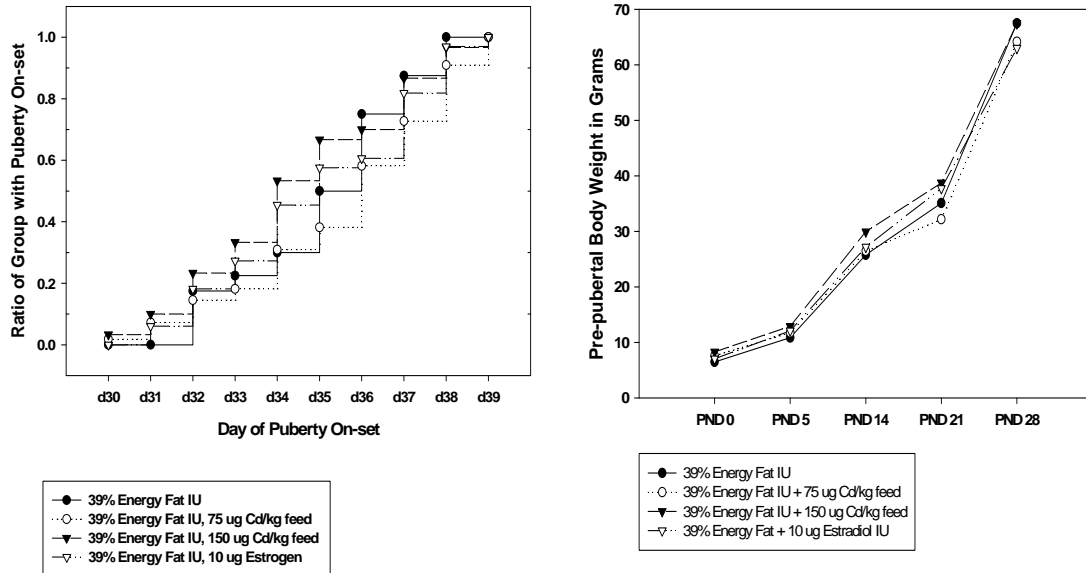 Ratio of Group with Puberty On-set
1.0
0.8
0.6
0.4
0.2
0.0
d30 d31 d32 d33 d34 d35 d36 d37 d38 d39
Day of Puberty On-set
39% Energy Fat IU
39% Energy Fat IU, 75 ug Cd/kg feed
39% Energy Fat IU, 150 ug Cd/kg feed
39% Energy Fat IU, 10 ug Estrogen
Pre-pubertal Body Weight in Grams
70
60
50
40
30
20
10
0
PND 0 PND 5 PND 14 PND 21 PND 28
39% Energy Fat IU
39% Energy Fat IU + 75 ug Cd/kg feed
39% Energy Fat IU + 150 ug Cd/kg feed
39% Energy Fat + 10 ug Estradiol IU